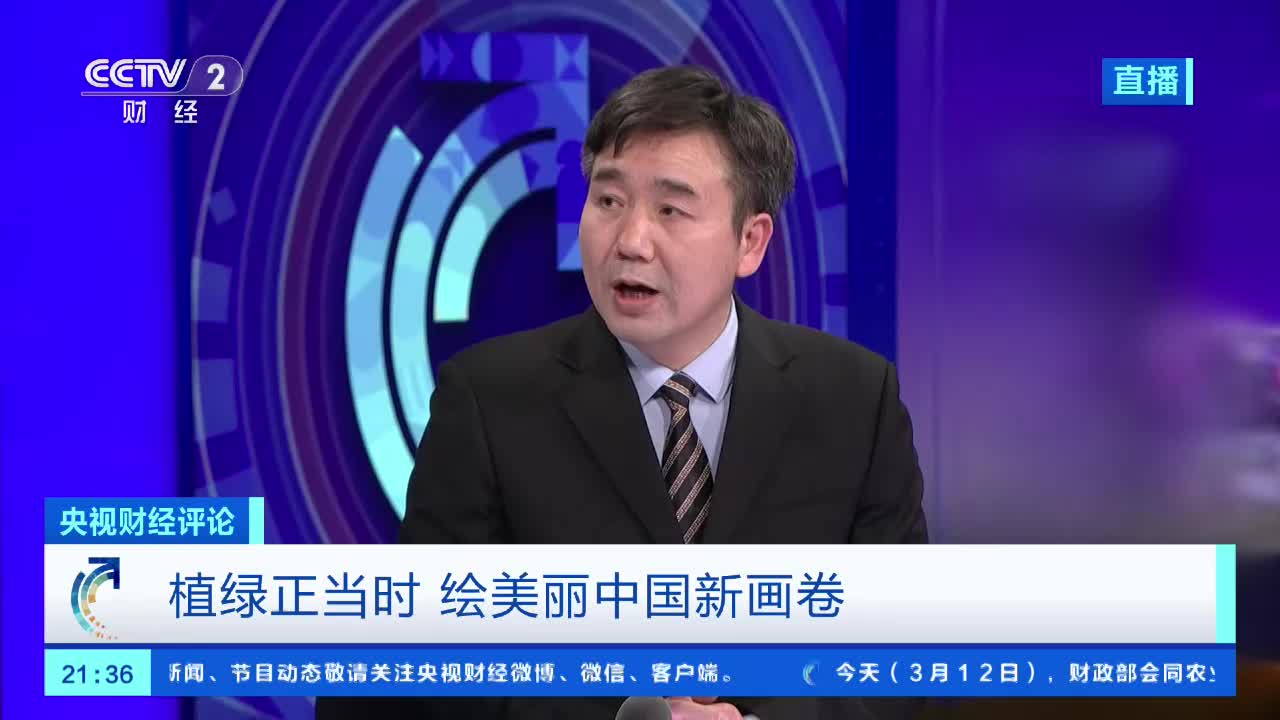 CCTV 2
财 经
直播
央视财经评论
植绿正当时 绘美丽中国新画卷
21:36
新闻、节目动态敬请关注央视财经微博、微信、客户端。 今天（３月１２日），财政部会同农业